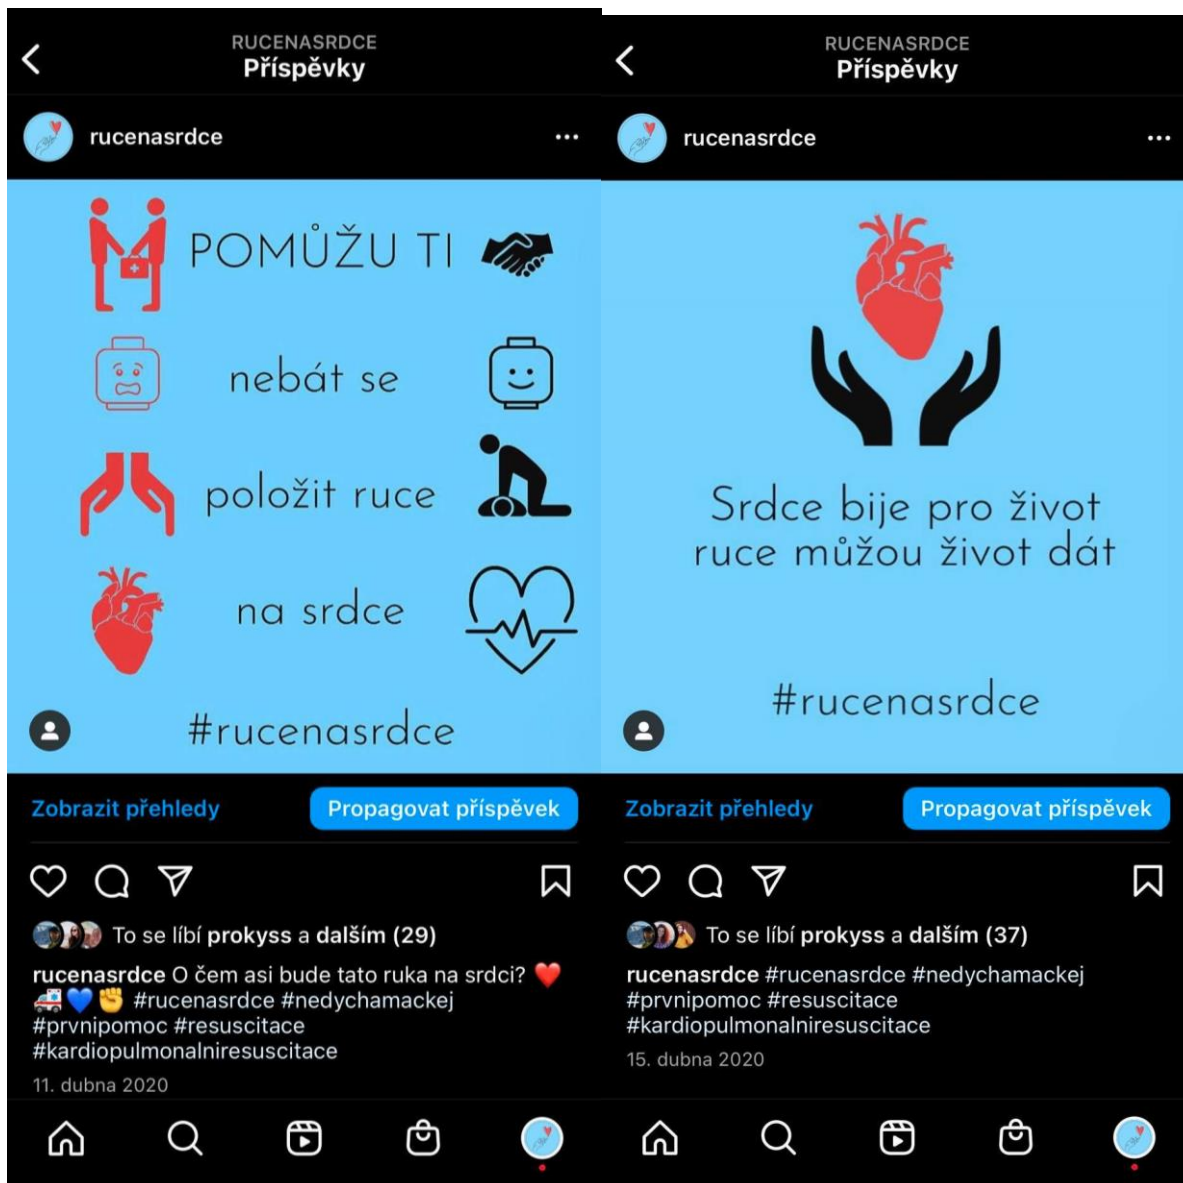 RUCENASRDCE
Příspěvky
rucenasrdce
POMŮŽU TI
nebát se
položit ruce
na srdce
#rucenasrdce
Zobrazit přehledy
Propagovat příspěvek
To se líbí prokyss a dalším (29)
rucenasrdce O čem asi bude tato ruka na srdci? ❤️
🚑💙✊ #rucenasrdce #nedychamackej
#prvnipomoc #resuscitace
#kardiopulmonalniresuscitace
11. dubna 2020
RUCENASRDCE
Příspěvky
rucenasrdce
Srdce bije pro život
ruce můžou život dát
#rucenasrdce
Zobrazit přehledy
Propagovat příspěvek
To se líbí prokyss a dalším (37)
rucenasrdce #rucenasrdce #nedychamackej
#prvnipomoc #resuscitace
#kardiopulmonalniresuscitace
15. dubna 2020